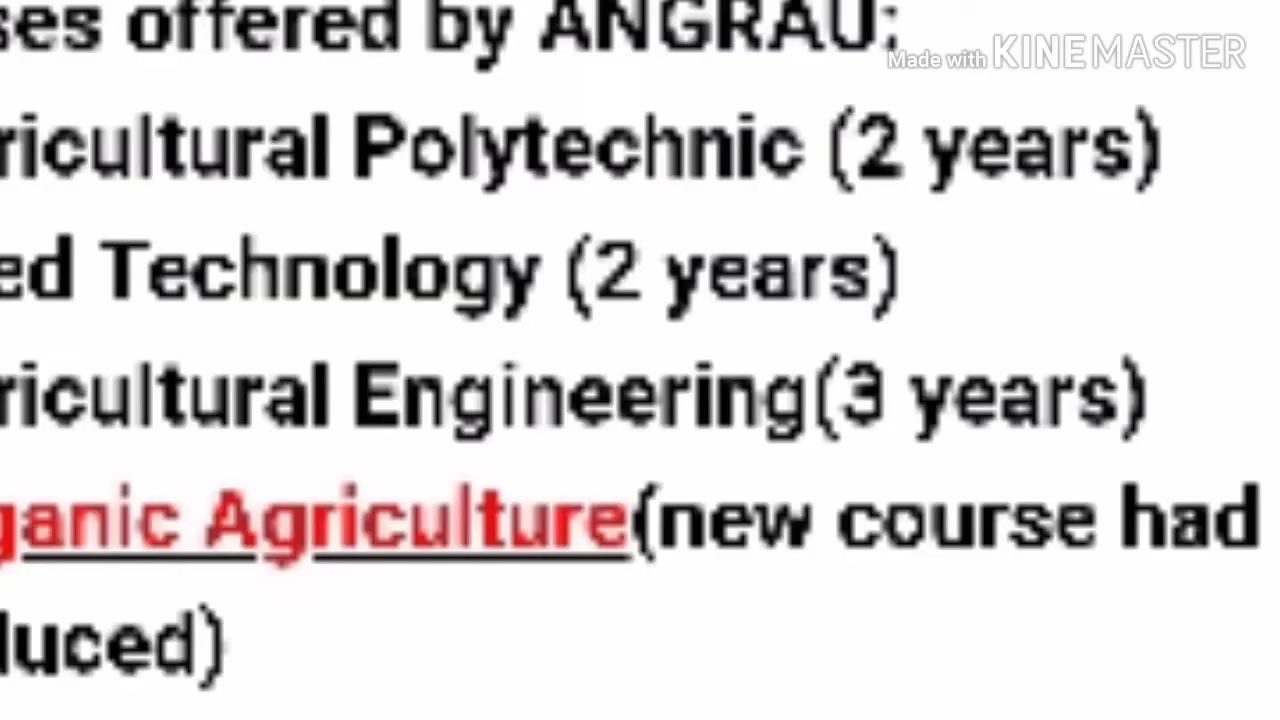 ses offered by ANGRAU:
Made with KINEMASTER
ricultural Polytechnic (2 years)
ed Technology (2 years)
ricultural Engineering(3 years)
ganic Agriculture(new course had
duced)